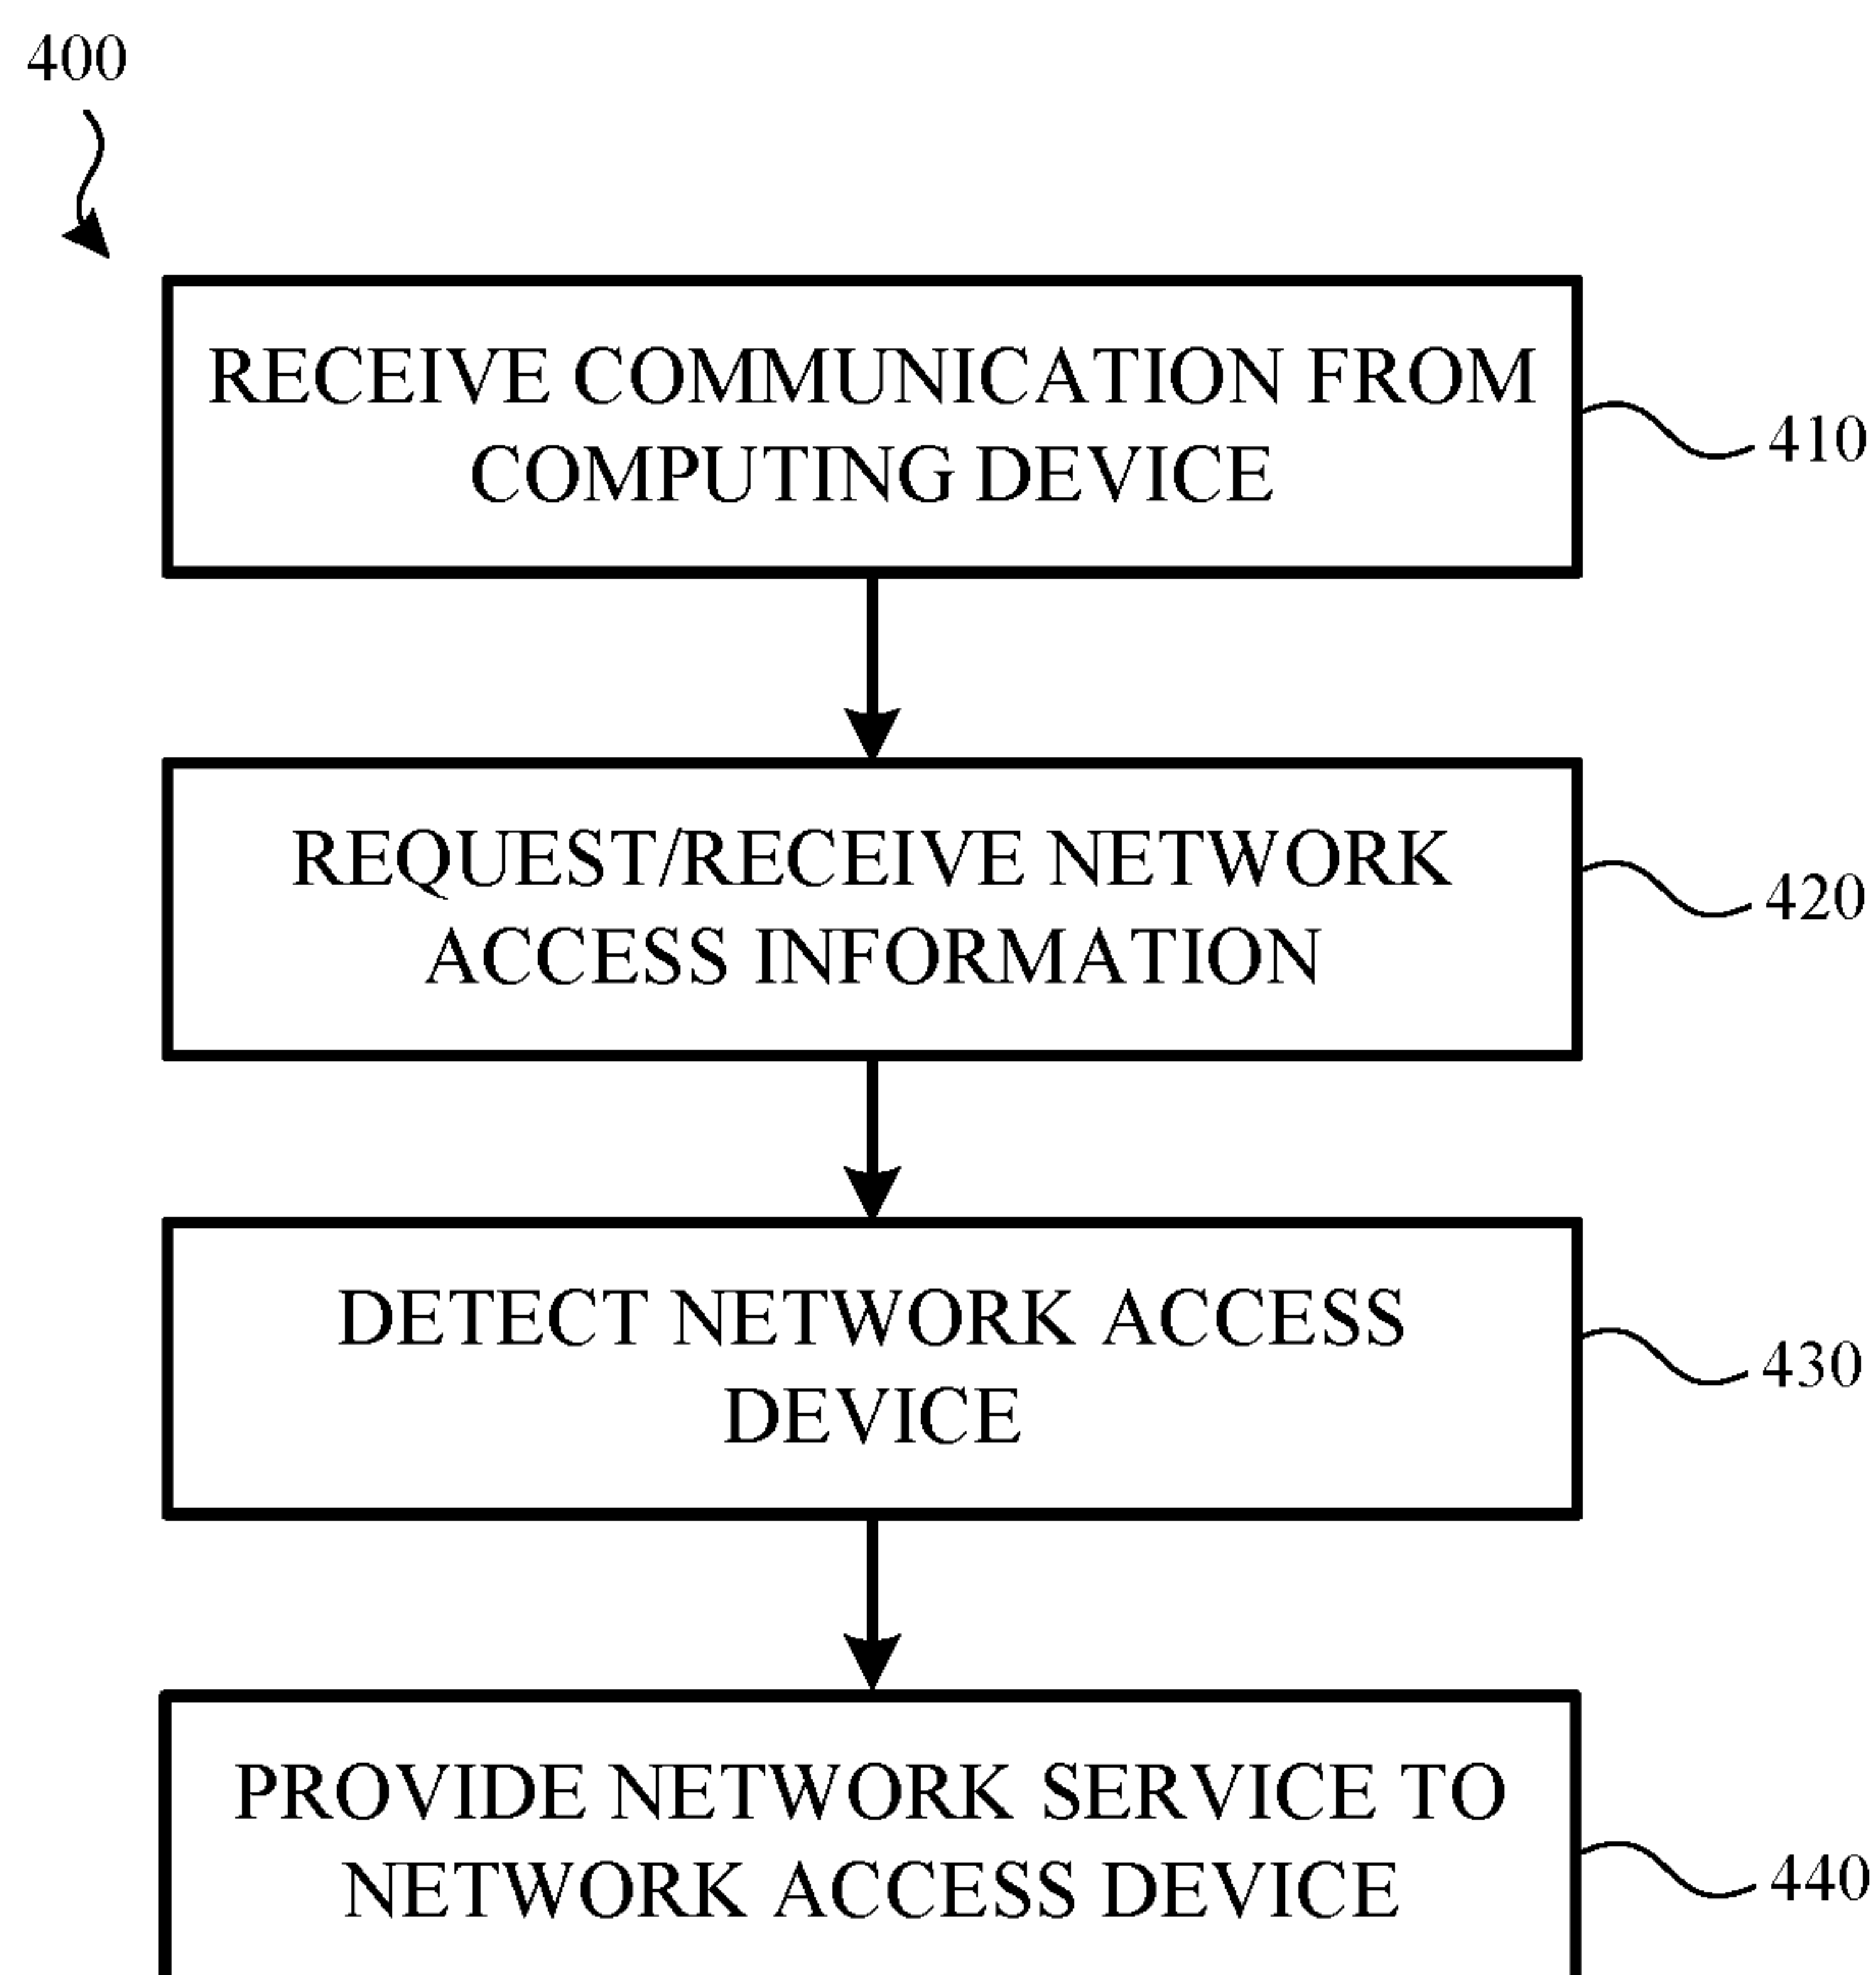 400
RECEIVE COMMUNICATION FROM
COMPUTING DEVICE
410
REQUEST/RECEIVE NETWORK
ACCESS INFORMATION
420
DETECT NETWORK ACCESS
DEVICE
430
PROVIDE NETWORK SERVICE TO
NETWORK ACCESS DEVICE
440